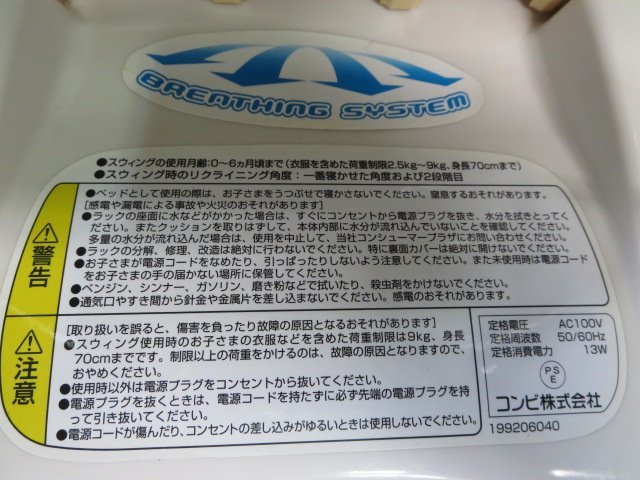 BREATHING SYSTEM
●スウィングの使用月齢:0〜6ヵ月頃まで(衣服を含めた荷重制限2.5kg〜9kg、身長70cmまで)
●スウィング時のリクライニング角度:一番寝かせた角度および2段階目
警告
●ベッドとして使用の際は、お子さまをうつぶせで寝かさないでください。窒息するおそれがあります。
[感電や漏電による事故や火災のおそれがあります]
●ラックの座面に水などがかかった場合は、すぐにコンセントから電源プラグを抜き、水分を拭きとってく
ださい。またクッションを取りはずして、本体内部に水分が流れ込んでいないことを確認してください。
多量の水分が流れ込んだ場合は、使用を中止して、当社コンシューマープラザにお問い合わせください。
●ラックの分解、修理、改造は絶対に行わないでください。特に裏面カバーは絶対に開けないでください。
●お子さまが電源コードをなめたり、引っぱったりしないよう注意してください。また未使用時は電源コード
をお子さまの手の届かない場所に保管してください。
●ベンジン、シンナー、ガソリン、磨き粉などで拭いたり、殺虫剤をかけないでください。
●通気口やすき間から針金や金属片を差し込まないでください。感電のおそれがあります。
注意
[取り扱いを誤ると、傷害を負ったり故障の原因となるおそれがあります]
●スウィング使用時のお子さまの衣服などを含めた荷重制限は9kg、身長
70cmまでです。制限以上の荷重をかけるのは、故障の原因となりますので、
おやめください。
●使用時以外は電源プラグをコンセントから抜いてください。
●電源プラグを抜くときは、電源コードを持たずに必ず先端の電源プラグを持
って引き抜いてください。
●電源コードが傷んだり、コンセントの差し込みがゆるいときは使用しないでください。
定格電圧 AC100V
定格周波数 50/60Hz
定格消費電力 13W
PSE
コンビ株式会社
199206040